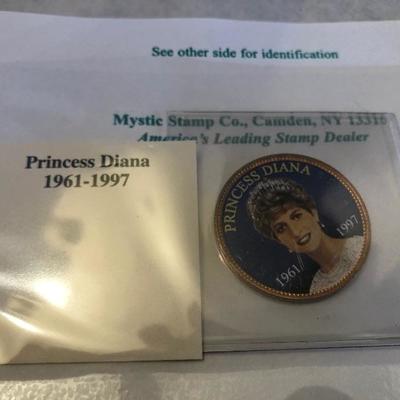 See other side for identification
Mystic Stamp Co., Camden, NY 13316
America's Leading Stamp Dealer
Princess Diana
1961-1997
PRINCESS DIANA
1961 1997